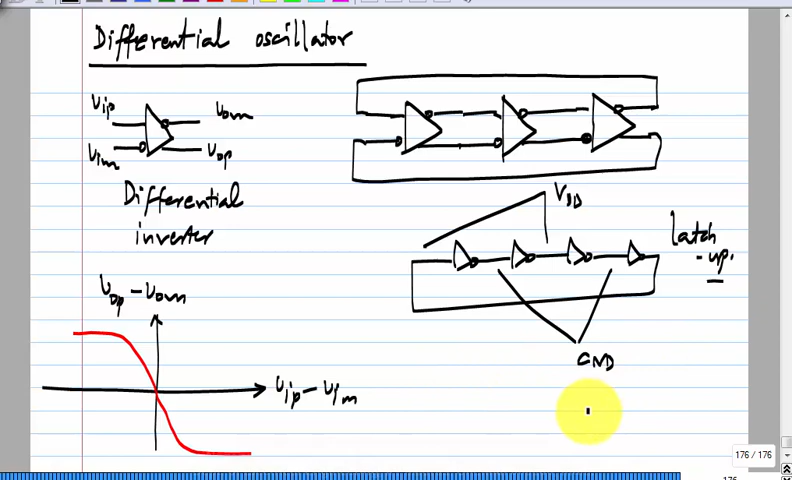 Differential oscillator
Vip Vom
Vim Vop
Differential
inverter
VDD
latch
-up.
GND
Vop - Vom
Vip - Vim
176 / 176